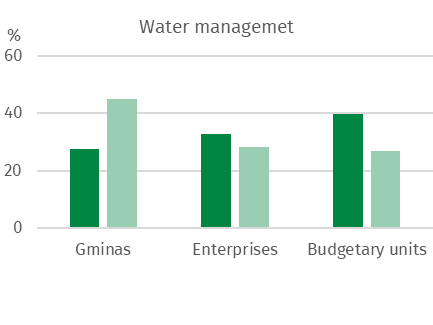 Water managemet
%
60
40
20
0
Gminas Enterprises Budgetary units